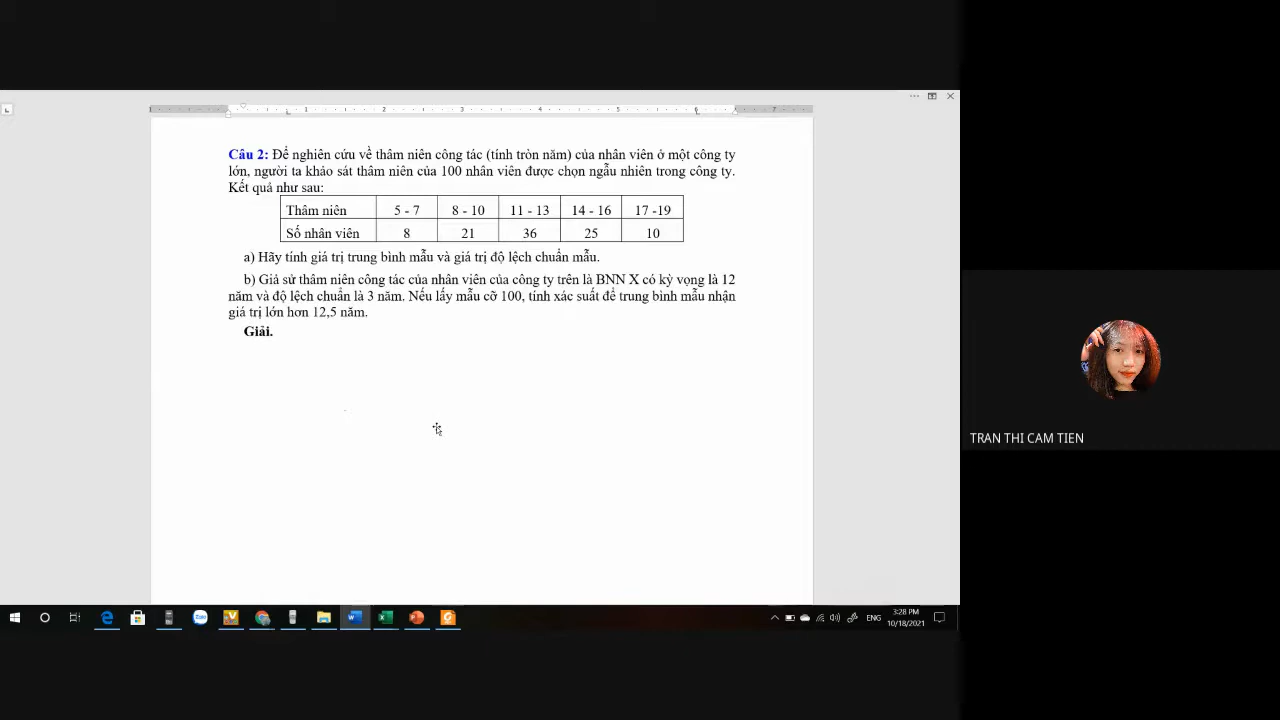 Câu 2: Để nghiên cứu về thâm niên công tác (tính tròn năm) của nhân viên ở một công ty
lớn, người ta khảo sát thâm niên của 100 nhân viên được chọn ngẫu nhiên trong công ty.
Kết quả như sau:
Thâm niên 5 - 7 8 - 10 11 - 13 14 - 16 17 -19
Số nhân viên 8 21 36 25 10
a) Hãy tính giá trị trung bình mẫu và giá trị độ lệch chuẩn mẫu.
b) Giả sử thâm niên công tác của nhân viên của công ty trên là BNN X có kỳ vọng là 12
năm và độ lệch chuẩn là 3 năm. Nếu lấy mẫu cỡ 100, tính xác suất để trung bình mẫu nhận
giá trị lớn hơn 12,5 năm.
Giải.
TRAN THI CAM TIEN
ENG
3:28 PM
10/18/2021